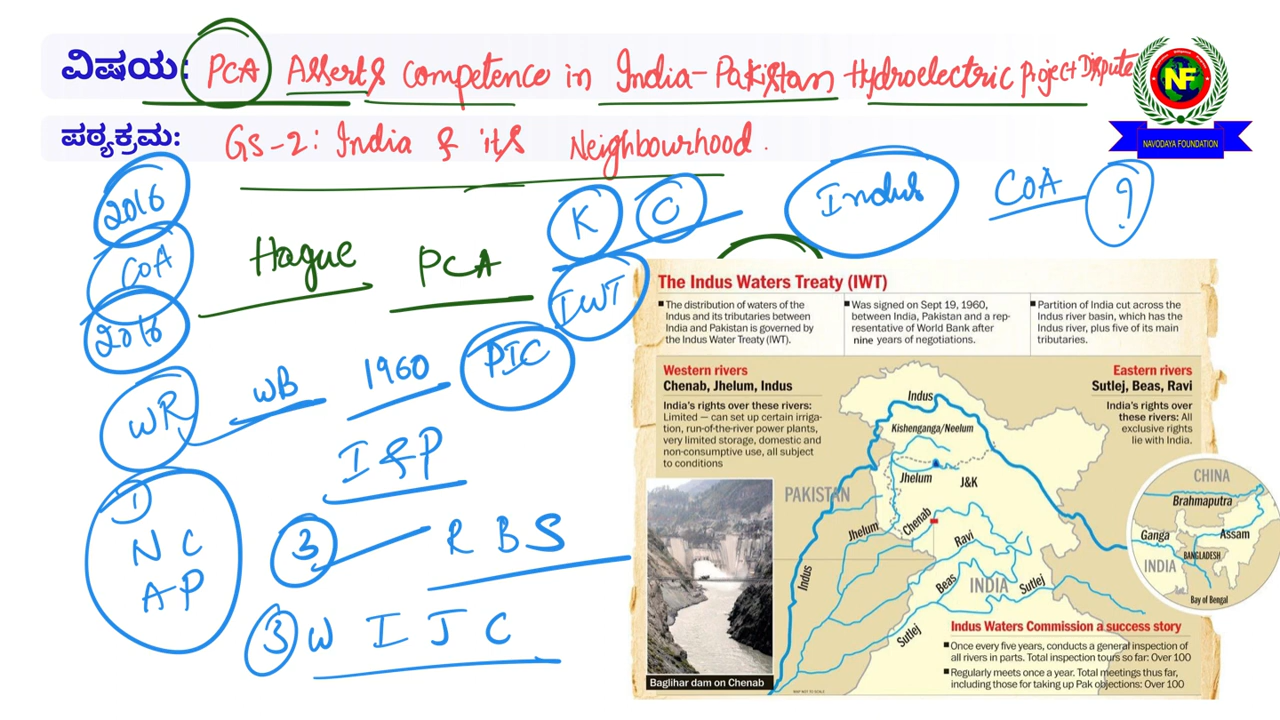 ವಿಷಯ: PCA Asserts competence in India-Pakistan Hydroelectric project Dispute
ಪಠ್ಯಕ್ರಮ: GS-2: India & its Neighbourhood.
NF
NAVODAYA FOUNDATION
2016
COA
2016
WR
I
N C
A-P
Hague PCA
K C
IWT
Indus COA ?
WB 1960 PIC
I & P
3 R B S
3 W I J C
The Indus Waters Treaty (IWT)
The distribution of waters of the
Indus and its tributaries between
India and Pakistan is governed by
the Indus Water Treaty (IWT).
Was signed on Sept 19, 1960,
between India, Pakistan and a rep-
resentative of World Bank after
nine years of negotiations.
Partition of India cut across the
Indus river basin, which has the
Indus river, plus five of its main
tributaries.
Western rivers
Chenab, Jhelum, Indus
India's rights over these rivers:
Limited — can set up certain irriga-
tion, run-of-the-river power plants,
very limited storage, domestic and
non-consumptive use, all subject
to conditions
Eastern rivers
Sutlej, Beas, Ravi
India's rights over
these rivers: All
exclusive rights
lie with India.
Indus
Kishenganga/Neelum
Jhelum
J&K
PAKISTAN
Jhelum
Chenab
Ravi
Indus
Beas
INDIA
Sutlej
Sutlej
CHINA
Brahmaputra
Ganga
Assam
BANGLADESH
INDIA
Bay of Bengal
Baglihar dam on Chenab
MAP NOT TO SCALE
Indus Waters Commission a success story
Once every five years, conducts a general inspection of
all rivers in parts. Total inspection tours so far: Over 100
Regularly meets once a year. Total meetings thus far,
including those for taking up Pak objections: Over 100